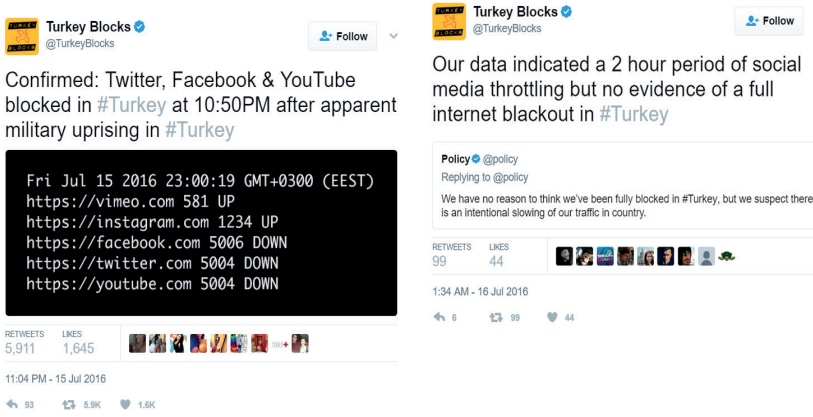 TURKEY
BLOCKS
Turkey Blocks
@TurkeyBlocks
Follow
Confirmed: Twitter, Facebook & YouTube
blocked in #Turkey at 10:50PM after apparent
military uprising in #Turkey
Fri Jul 15 2016 23:00:19 GMT+0300 (EEST)
https://vimeo.com 581 UP
https://instagram.com 1234 UP
https://facebook.com 5006 DOWN
https://twitter.com 5004 DOWN
https://youtube.com 5004 DOWN
RETWEETS LIKES
5,911 1,645
11:04 PM - 15 Jul 2016
93 5.9K 1.6K
TURKEY
BLOCKS
Turkey Blocks
@TurkeyBlocks
Follow
Our data indicated a 2 hour period of social
media throttling but no evidence of a full
internet blackout in #Turkey
Policy @policy
Replying to @policy
We have no reason to think we've been fully blocked in #Turkey, but we suspect there
is an intentional slowing of our traffic in country.
RETWEETS LIKES
99 44
1:34 AM - 16 Jul 2016
6 99 44